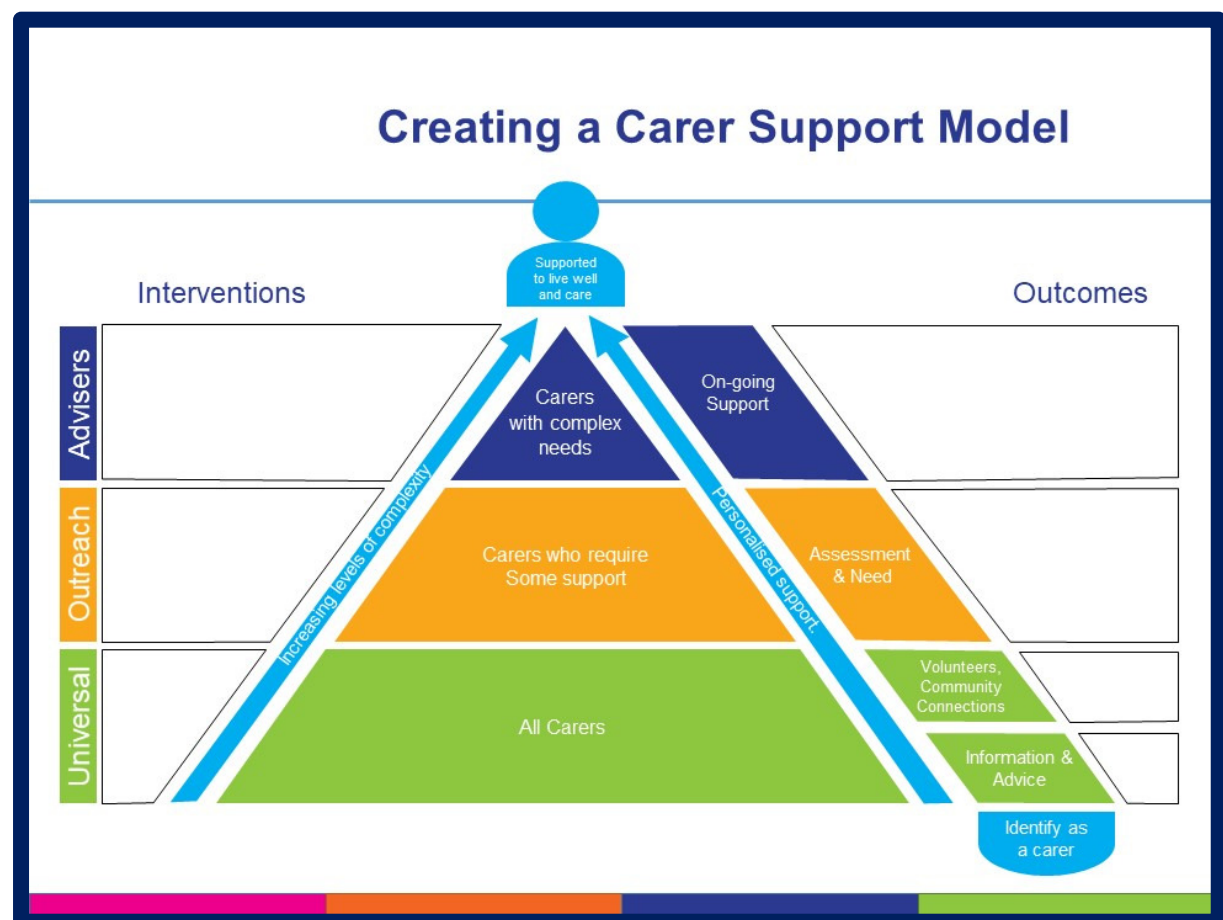 Creating a Carer Support Model
Supported
to live well
and care
Interventions
Outcomes
Advisers
Carers
with complex
needs
On-going
Support
Increasing levels of complexity
Personalised support.
Outreach
Carers who require
Some support
Assessment
& Need
Universal
All Carers
Volunteers,
Community
Connections
Information &
Advice
Identify as
a carer